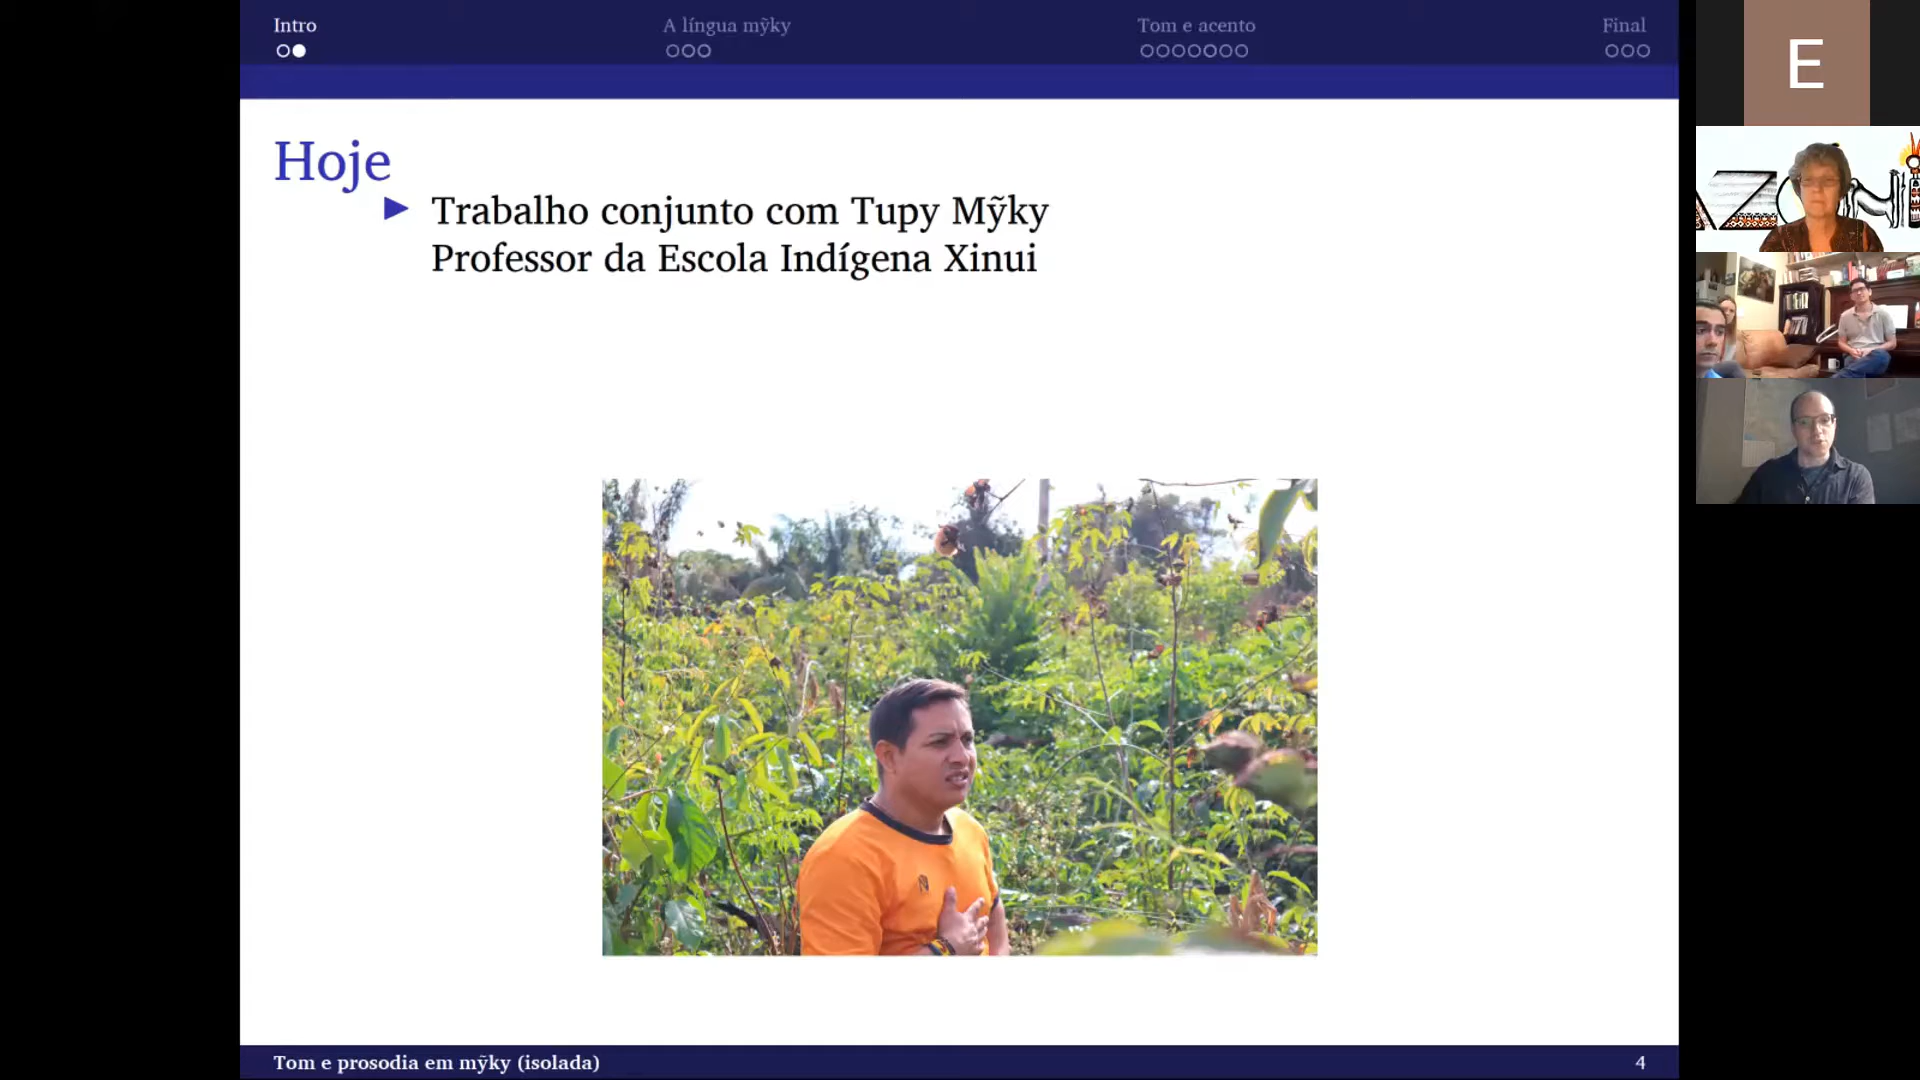 Intro
A língua mỹky
Tom e acento
Final
Hoje
Trabalho conjunto com Tupy Mỹky
Professor da Escola Indígena Xinui
Tom e prosodia em mỹky (isolada)
4
E